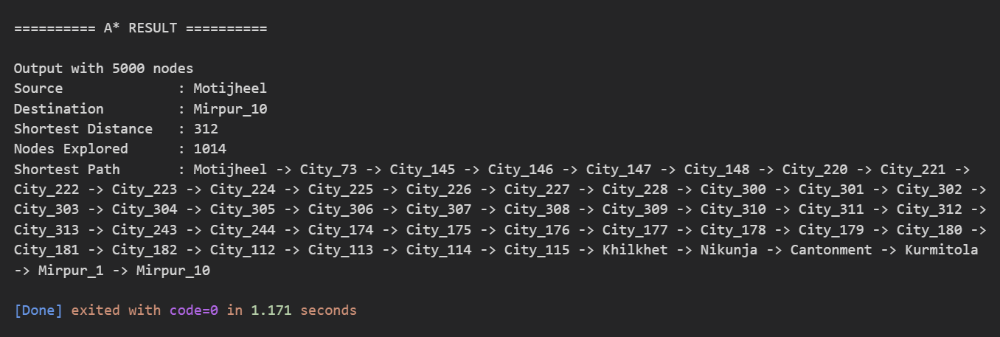 ========== A* RESULT ==========
Output with 5000 nodes
Source              : Motijheel
Destination         : Mirpur_10
Shortest Distance   : 312
Nodes Explored      : 1014
Shortest Path       : Motijheel -> City_73 -> City_145 -> City_146 -> City_147 -> City_148 -> City_220 -> City_221 ->
City_222 -> City_223 -> City_224 -> City_225 -> City_226 -> City_227 -> City_228 -> City_300 -> City_301 -> City_302 ->
City_303 -> City_304 -> City_305 -> City_306 -> City_307 -> City_308 -> City_309 -> City_310 -> City_311 -> City_312 ->
City_313 -> City_243 -> City_244 -> City_174 -> City_175 -> City_176 -> City_177 -> City_178 -> City_179 -> City_180 ->
City_181 -> City_182 -> City_112 -> City_113 -> City_114 -> City_115 -> Khilkhet -> Nikunja -> Cantonment -> Kurmitola
-> Mirpur_1 -> Mirpur_10
[Done] exited with code=0 in 1.171 seconds